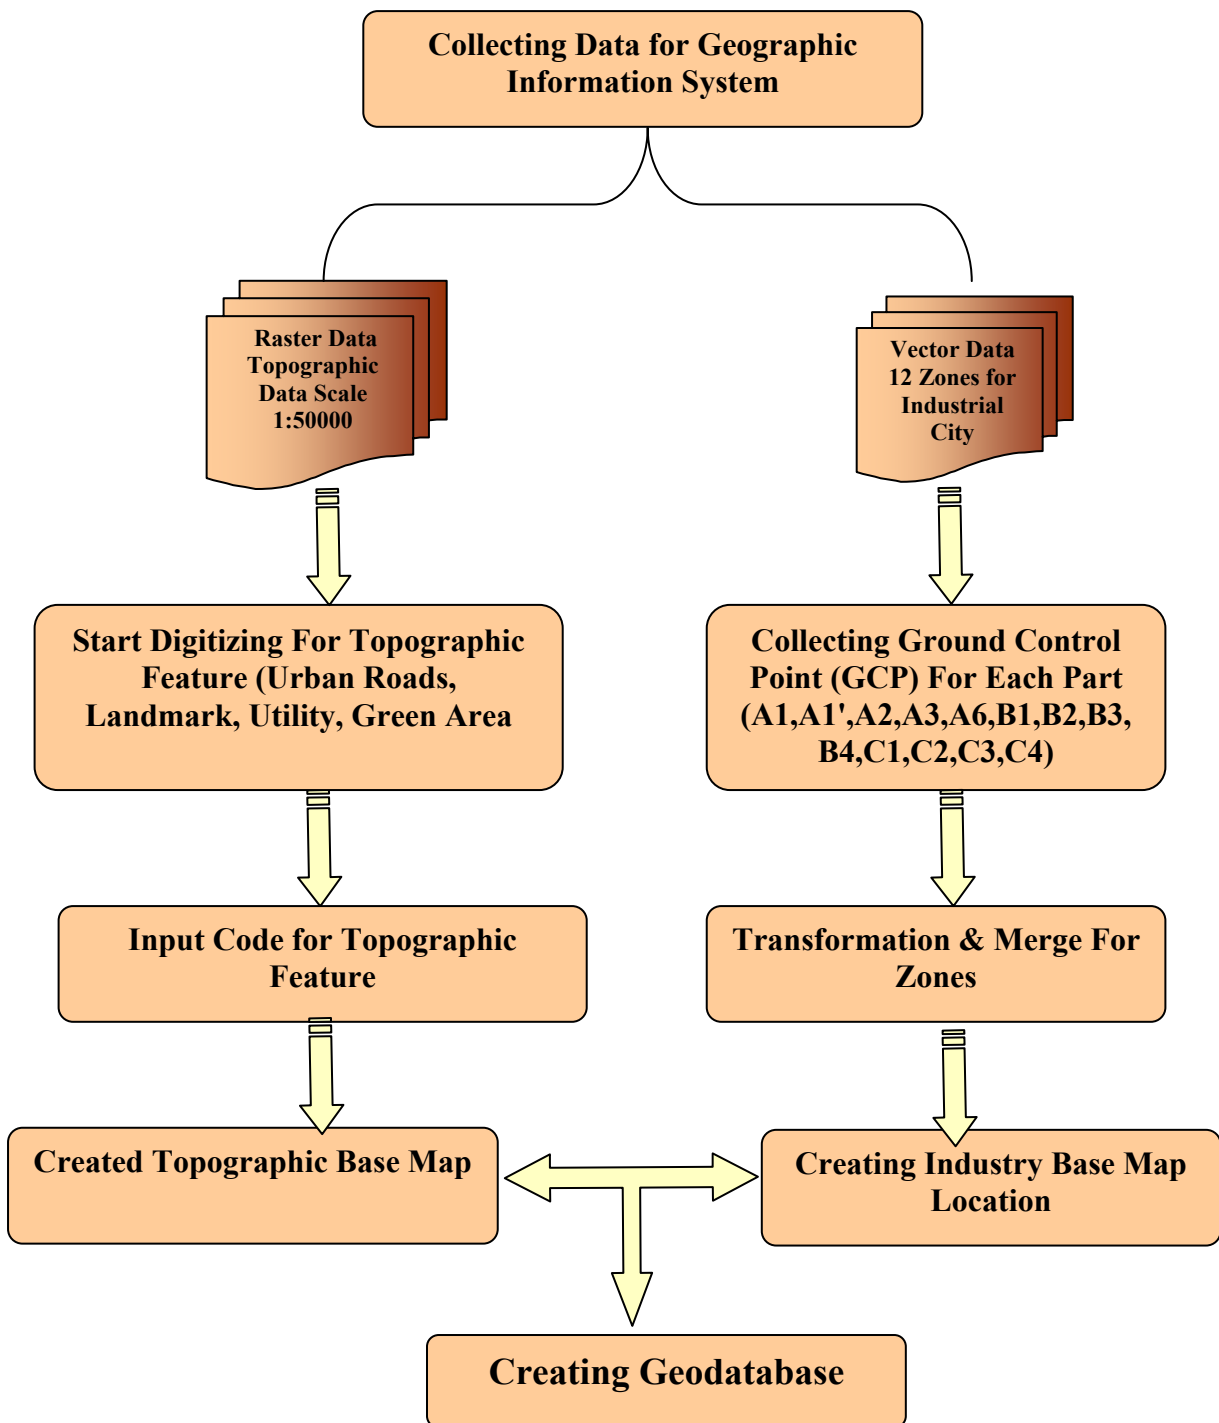 Collecting Data for Geographic
Information System
Raster Data
Topographic
Data Scale
1:50000
Vector Data
12 Zones for
Industrial
City
Start Digitizing For Topographic
Feature (Urban Roads,
Landmark, Utility, Green Area
Collecting Ground Control
Point (GCP) For Each Part
(A1,A1',A2,A3,A6,B1,B2,B3,
B4,C1,C2,C3,C4)
Input Code for Topographic
Feature
Transformation & Merge For
Zones
Created Topographic Base Map
Creating Industry Base Map
Location
Creating Geodatabase